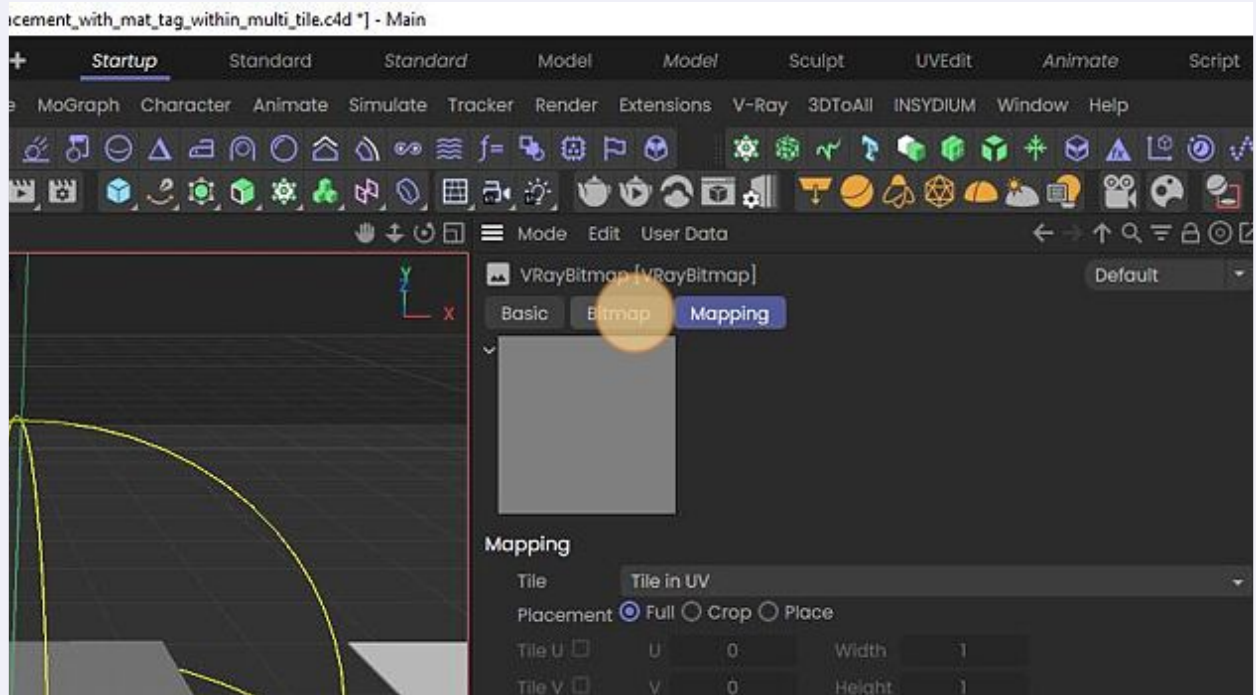 cement_with_mat_tag_within_multi_tile.c4d *] - Main
Startup Standard Standard Model Model Sculpt UVEdit Animate Script
MoGraph Character Animate Simulate Tracker Render Extensions V-Ray 3DToAll INSYDIUM Window Help
Mode Edit User Data
VRayBitmap [VRayBitmap] Default
Y
Z
X
Basic Bitmap Mapping
Mapping
Tile Tile in UV
Placement Full Crop Place
Tile U U 0 Width 1
Tile V V 0 Height 1